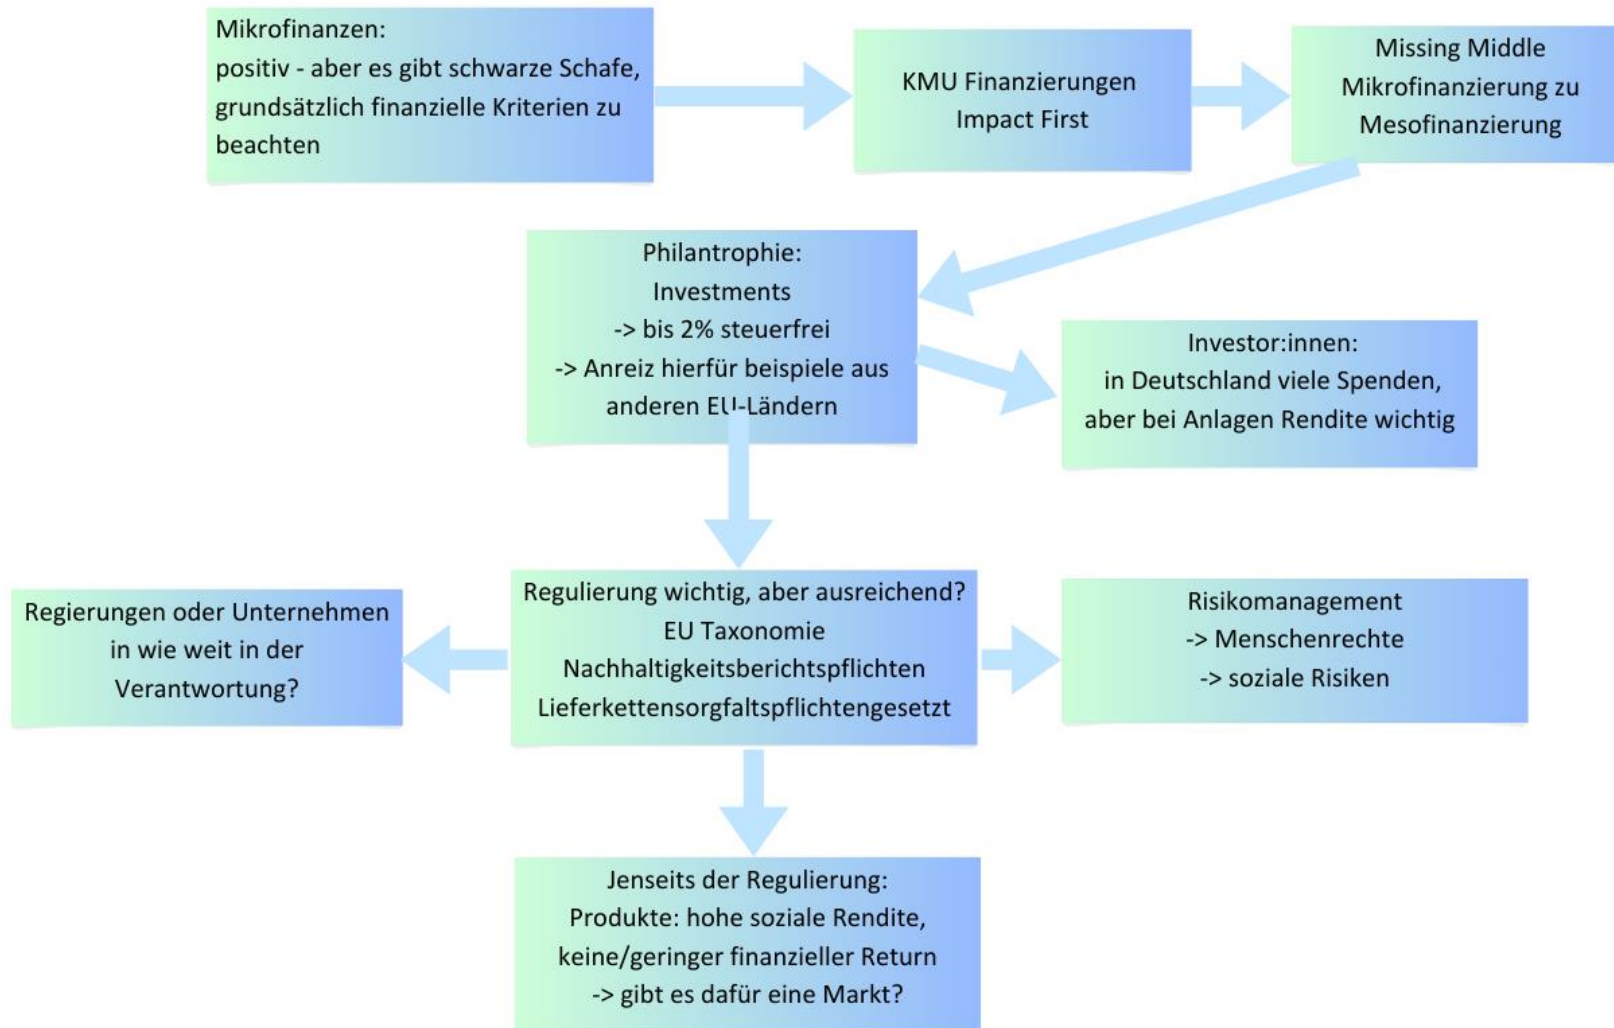 Mikrofinanzen:
positiv - aber es gibt schwarze Schafe,
grundsätzlich finanzielle Kriterien zu
beachten
KMU Finanzierungen
Impact First
Missing Middle
Mikrofinanzierung zu
Mesofinanzierung
Philantrophie:
Investments
-> bis 2% steuerfrei
-> Anreiz hierfür beispiele aus
anderen EU-Ländern
Investor:innen:
in Deutschland viele Spenden,
aber bei Anlagen Rendite wichtig
Regierungen oder Unternehmen
in wie weit in der
Verantwortung?
Regulierung wichtig, aber ausreichend?
EU Taxonomie
Nachhaltigkeitsberichtspflichten
Lieferkettensorgfaltspflichtengesetzt
Risikomanagement
-> Menschenrechte
-> soziale Risiken
Jenseits der Regulierung:
Produkte: hohe soziale Rendite,
keine/geringer finanzieller Return
-> gibt es dafür eine Markt?